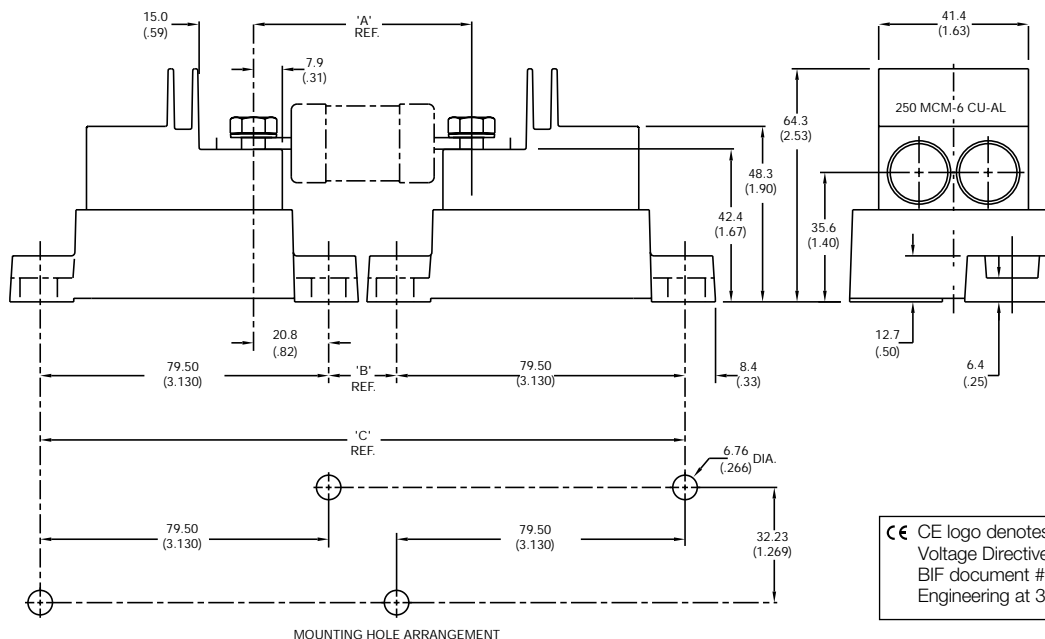 15.0
(.59)
'A'
REF.
7.9
(.31)
41.4
(1.63)
250 MCM-6 CU-AL
64.3
(2.53)
48.3
(1.90)
42.4
(1.67)
35.6
(1.40)
20.8
(.82)
12.7
(.50)
6.4
(.25)
79.50
(3.130)
'B'
REF.
79.50
(3.130)
8.4
(.33)
'C'
REF.
6.76
(.266)
DIA.
79.50
(3.130)
79.50
(3.130)
32.23
(1.269)
MOUNTING HOLE ARRANGEMENT
CE CE logo denotes
Voltage Directive
BIF document #
Engineering at 3